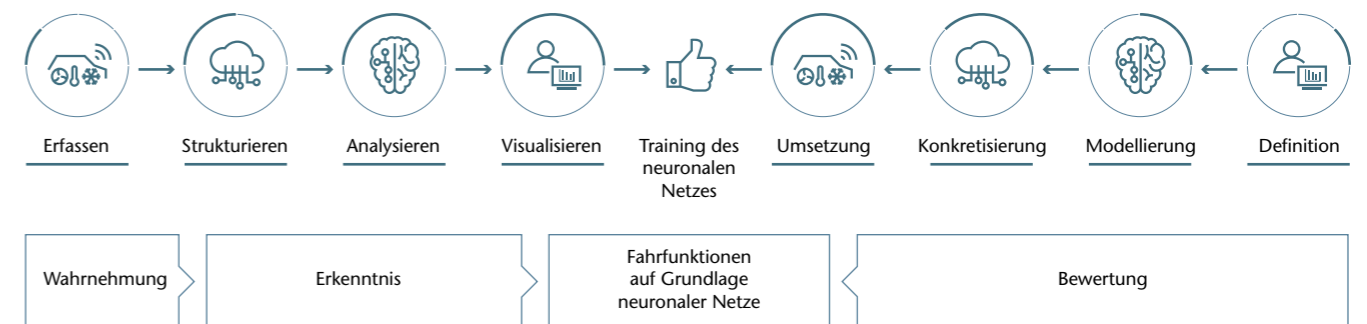 Erfassen
Strukturieren
Analysieren
Visualisieren
Training des
neuronalen
Netzes
Umsetzung
Konkretisierung
Modellierung
Definition
Wahrnehmung
Erkenntnis
Fahrfunktionen
auf Grundlage
neuronaler Netze
Bewertung